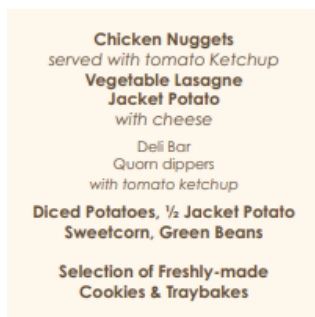 Chicken Nuggets
served with tomato Ketchup
Vegetable Lasagne
Jacket Potato
with cheese
Deli Bar
Quorn dippers
with tomato ketchup
Diced Potatoes, ½ Jacket Potato
Sweetcorn, Green Beans
Selection of Freshly-made
Cookies & Traybakes